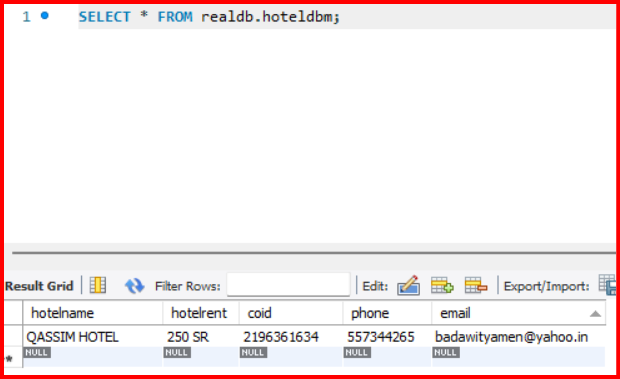 1 SELECT * FROM realdb.hoteldbm;
Result Grid Filter Rows: Edit: Export/Import:
hotelname hotelrent coid phone email
QASSIM HOTEL 250 SR 2196361634 557344265 badawityamen@yahoo.in
* NULL NULL NULL NULL NULL